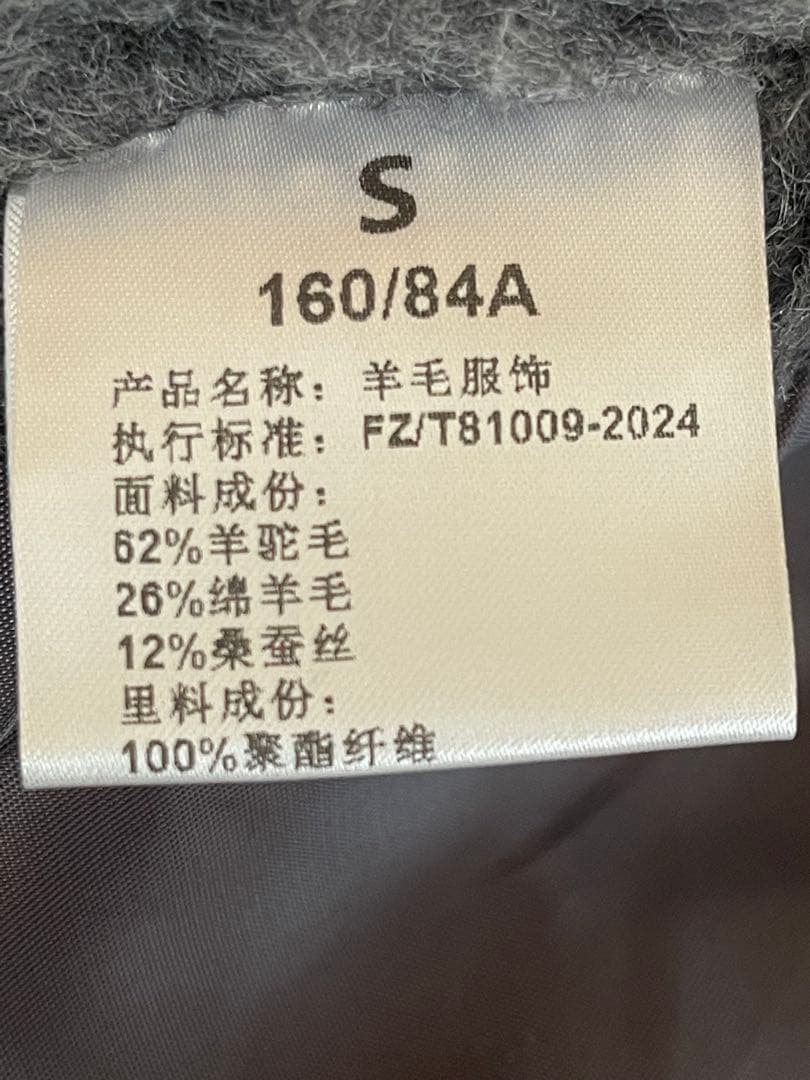 S
160/84A
产品名称：羊毛服饰
执行标准：FZ/T81009-2024
面料成份：
62%羊驼毛
26%绵羊毛
12%桑蚕丝
里料成份：
100%聚酯纤维